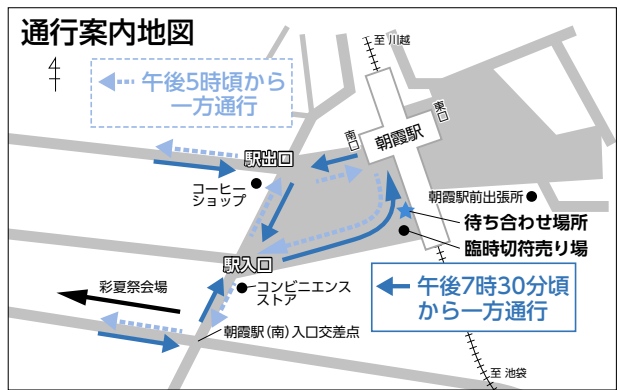 通行案内地図
至 川越
午後5時頃から
一方通行
東口
南口
朝霞駅
駅出口
コーヒー
ショップ
朝霞駅前出張所
待ち合わせ場所
臨時切符売り場
駅入口
彩夏祭会場
コンビニエンス
ストア
午後7時30分頃
から一方通行
朝霞駅(南)入口交差点
至 池袋